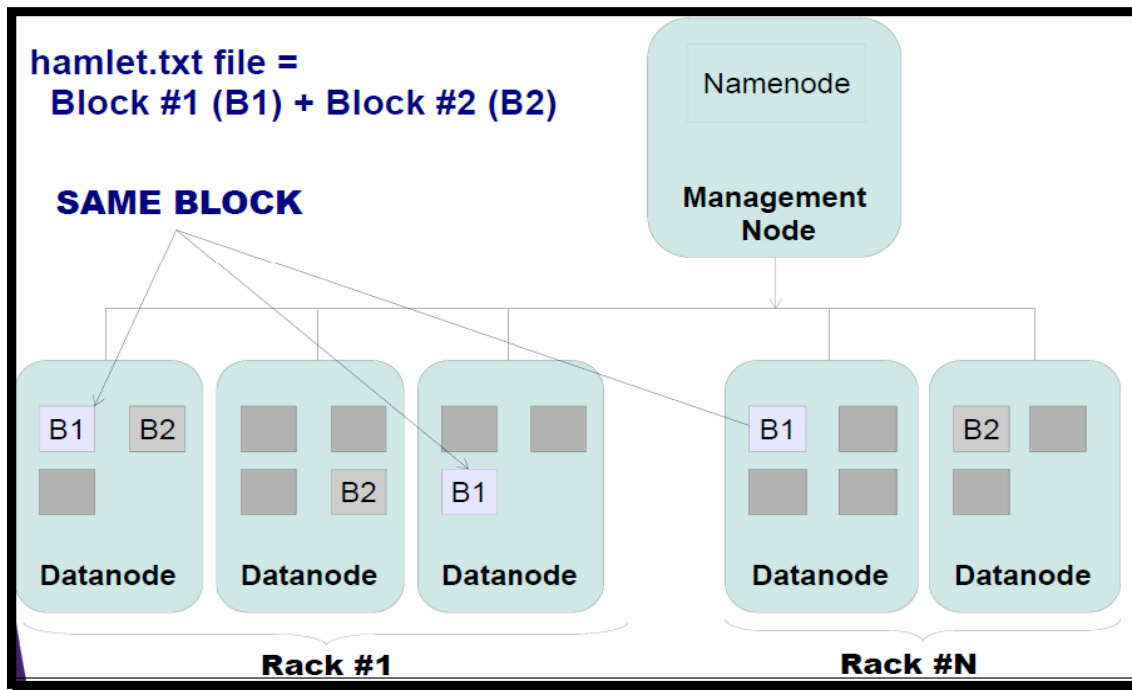 hamlet.txt file =
Block #1 (B1) + Block #2 (B2)
Namenode
SAME BLOCK
Management
Node
B1 B2
B1 B2
B2 B1
Datanode Datanode Datanode Datanode Datanode
Rack #1 Rack #N